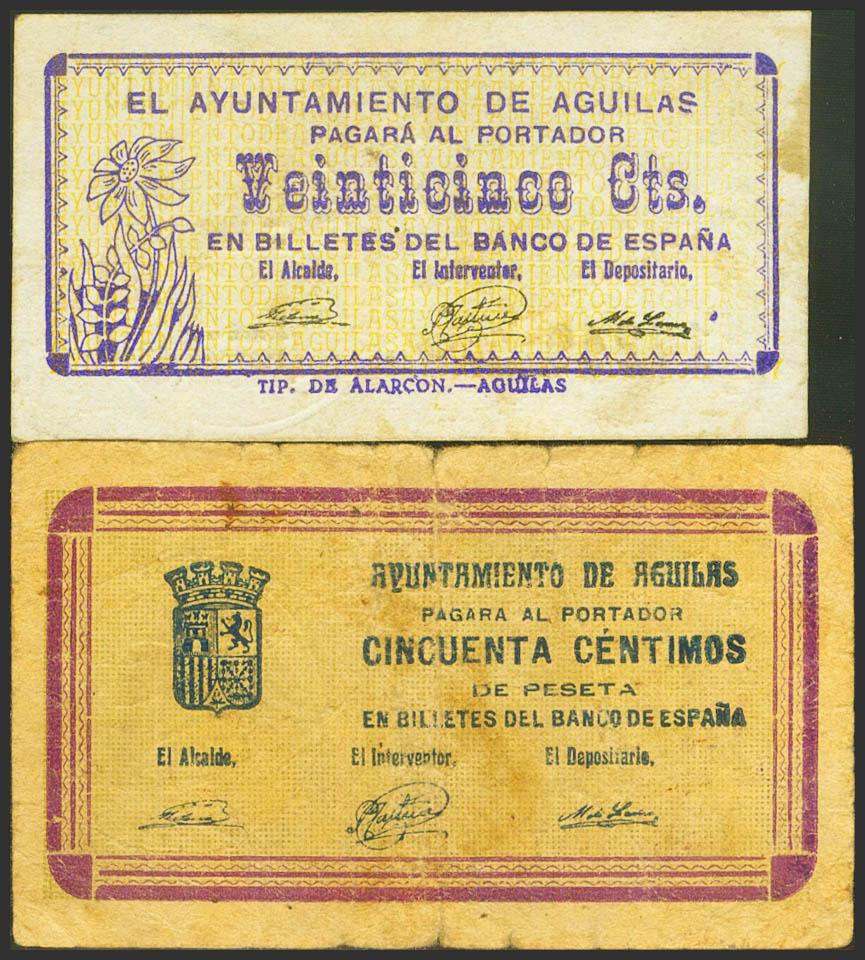 EL AYUNTAMIENTO DE AGUILAS
PAGARÁ AL PORTADOR
Veinticinco Cts.
EN BILLETES DEL BANCO DE ESPAÑA
El Alcalde, El Interventor, El Depositario,
TIP. DE ALARCON.—AGUILAS
AYUNTAMIENTO DE AGUILAS
PAGARA AL PORTADOR
CINCUENTA CÉNTIMOS
DE PESETA
EN BILLETES DEL BANCO DE ESPAÑA
El Alcalde, El Interventor, El Depositario,